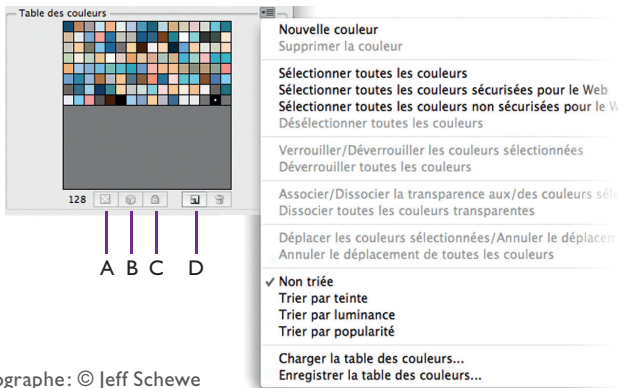 Table des couleurs
128
A B C D
Nouvelle couleur
Supprimer la couleur
Sélectionner toutes les couleurs
Sélectionner toutes les couleurs sécurisées pour le Web
Sélectionner toutes les couleurs non sécurisées pour le
Désélectionner toutes les couleurs
Verrouiller/Déverrouiller les couleurs sélectionnées
Déverrouiller toutes les couleurs
Associer/Dissocier la transparence aux/des couleurs
Dissocier toutes les couleurs transparentes
Déplacer les couleurs sélectionnées/Annuler le
Annuler le déplacement de toutes les couleurs
✓ Non triée
Trier par teinte
Trier par luminance
Trier par popularité
Charger la table des couleurs...
Enregistrer la table des couleurs...
ographe: © Jeff Schewe